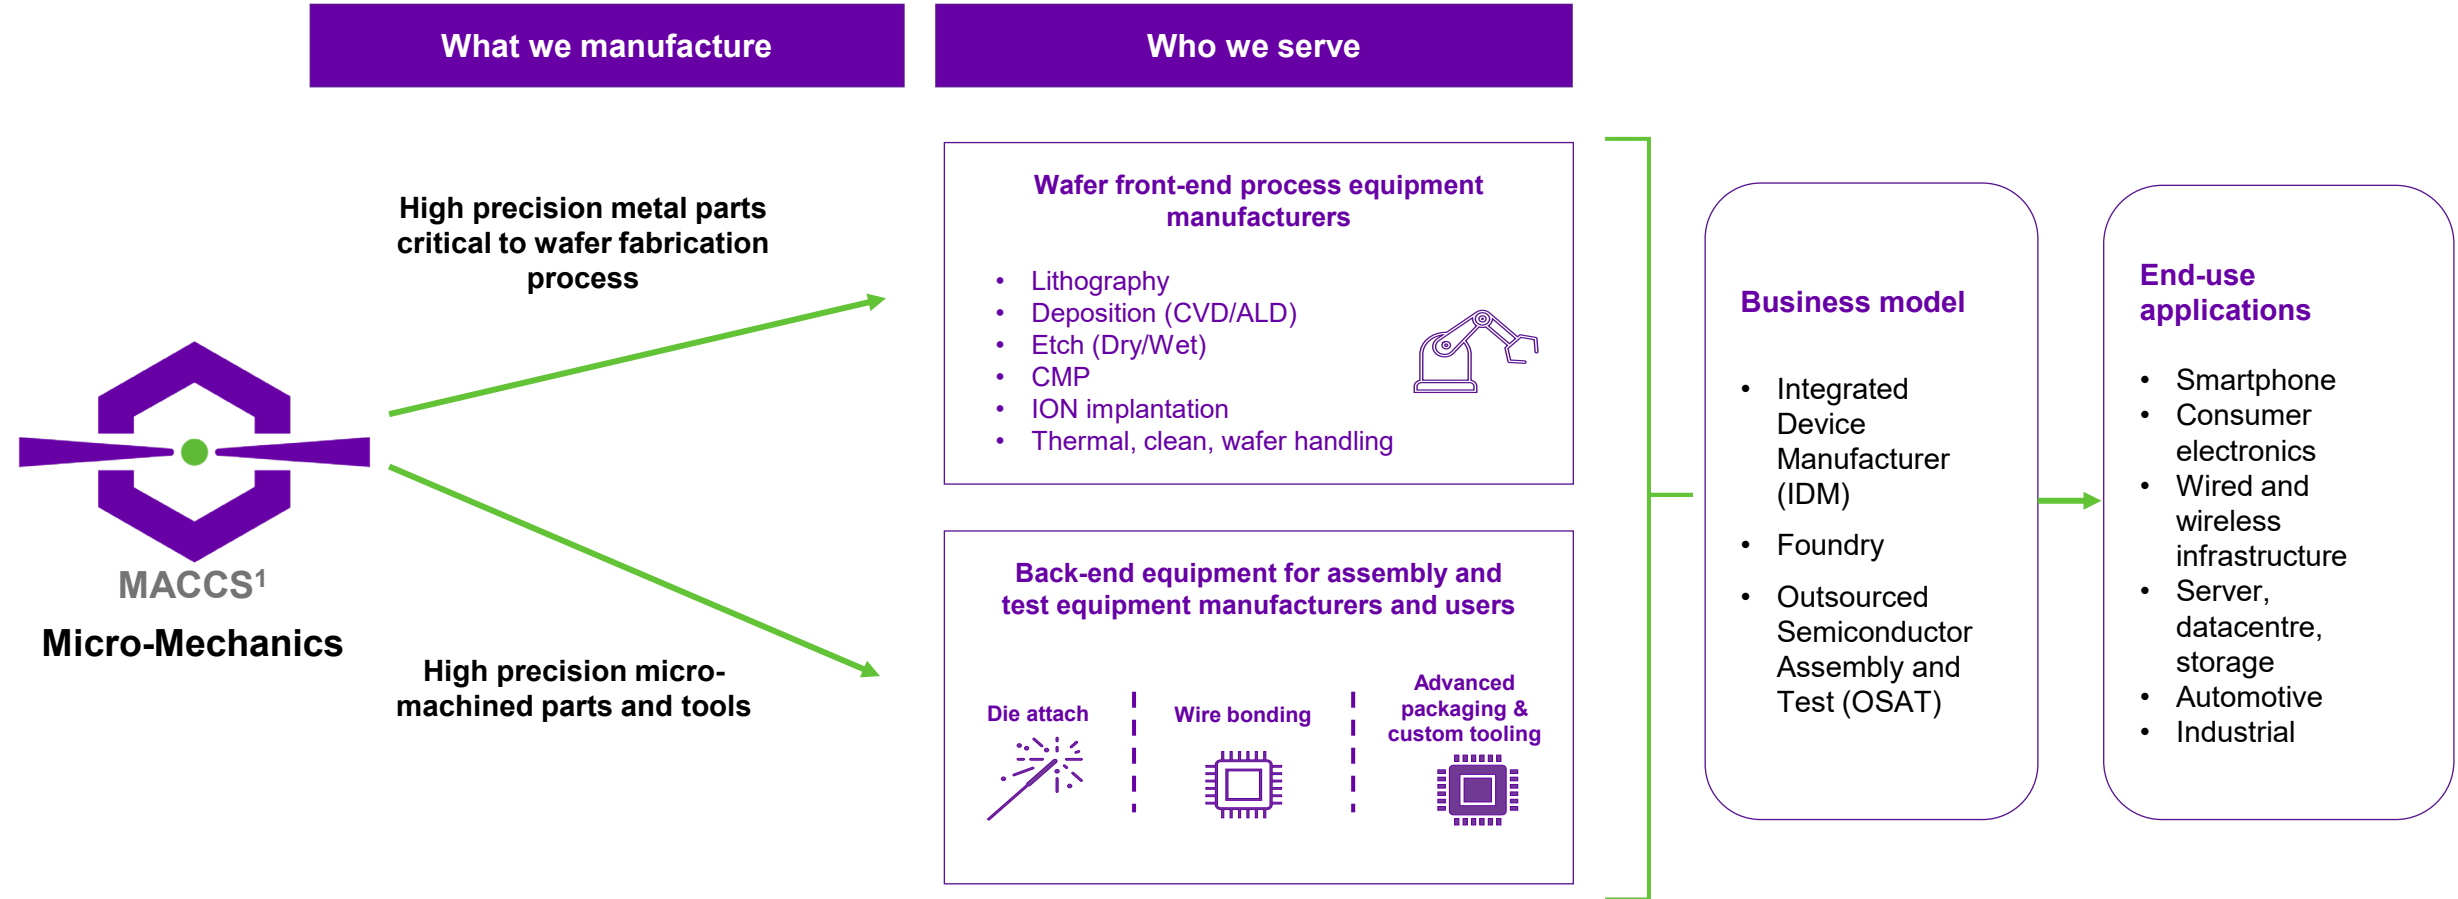 What we manufacture
Who we serve
High precision metal parts
critical to wafer fabrication
process
MACCS¹
Micro-Mechanics
High precision micro-
machined parts and tools
Wafer front-end process equipment
manufacturers
• Lithography
• Deposition (CVD/ALD)
• Etch (Dry/Wet)
• CMP
• ION implantation
• Thermal, clean, wafer handling
Back-end equipment for assembly and
test equipment manufacturers and users
Die attach
Wire bonding
Advanced
packaging &
custom tooling
Business model
• Integrated
Device
Manufacturer
(IDM)
• Foundry
• Outsourced
Semiconductor
Assembly and
Test (OSAT)
End-use
applications
• Smartphone
• Consumer
electronics
• Wired and
wireless
infrastructure
• Server,
datacentre,
storage
• Automotive
• Industrial